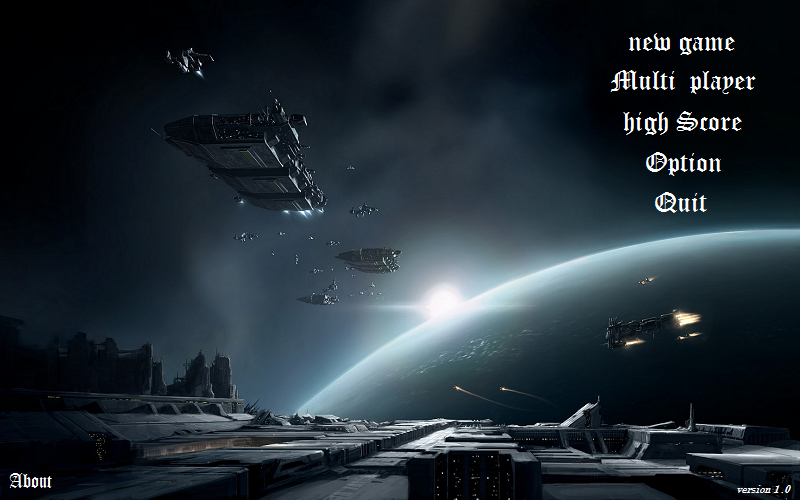 new game
Multi player
high Score
Option
Quit
About
version 1.0